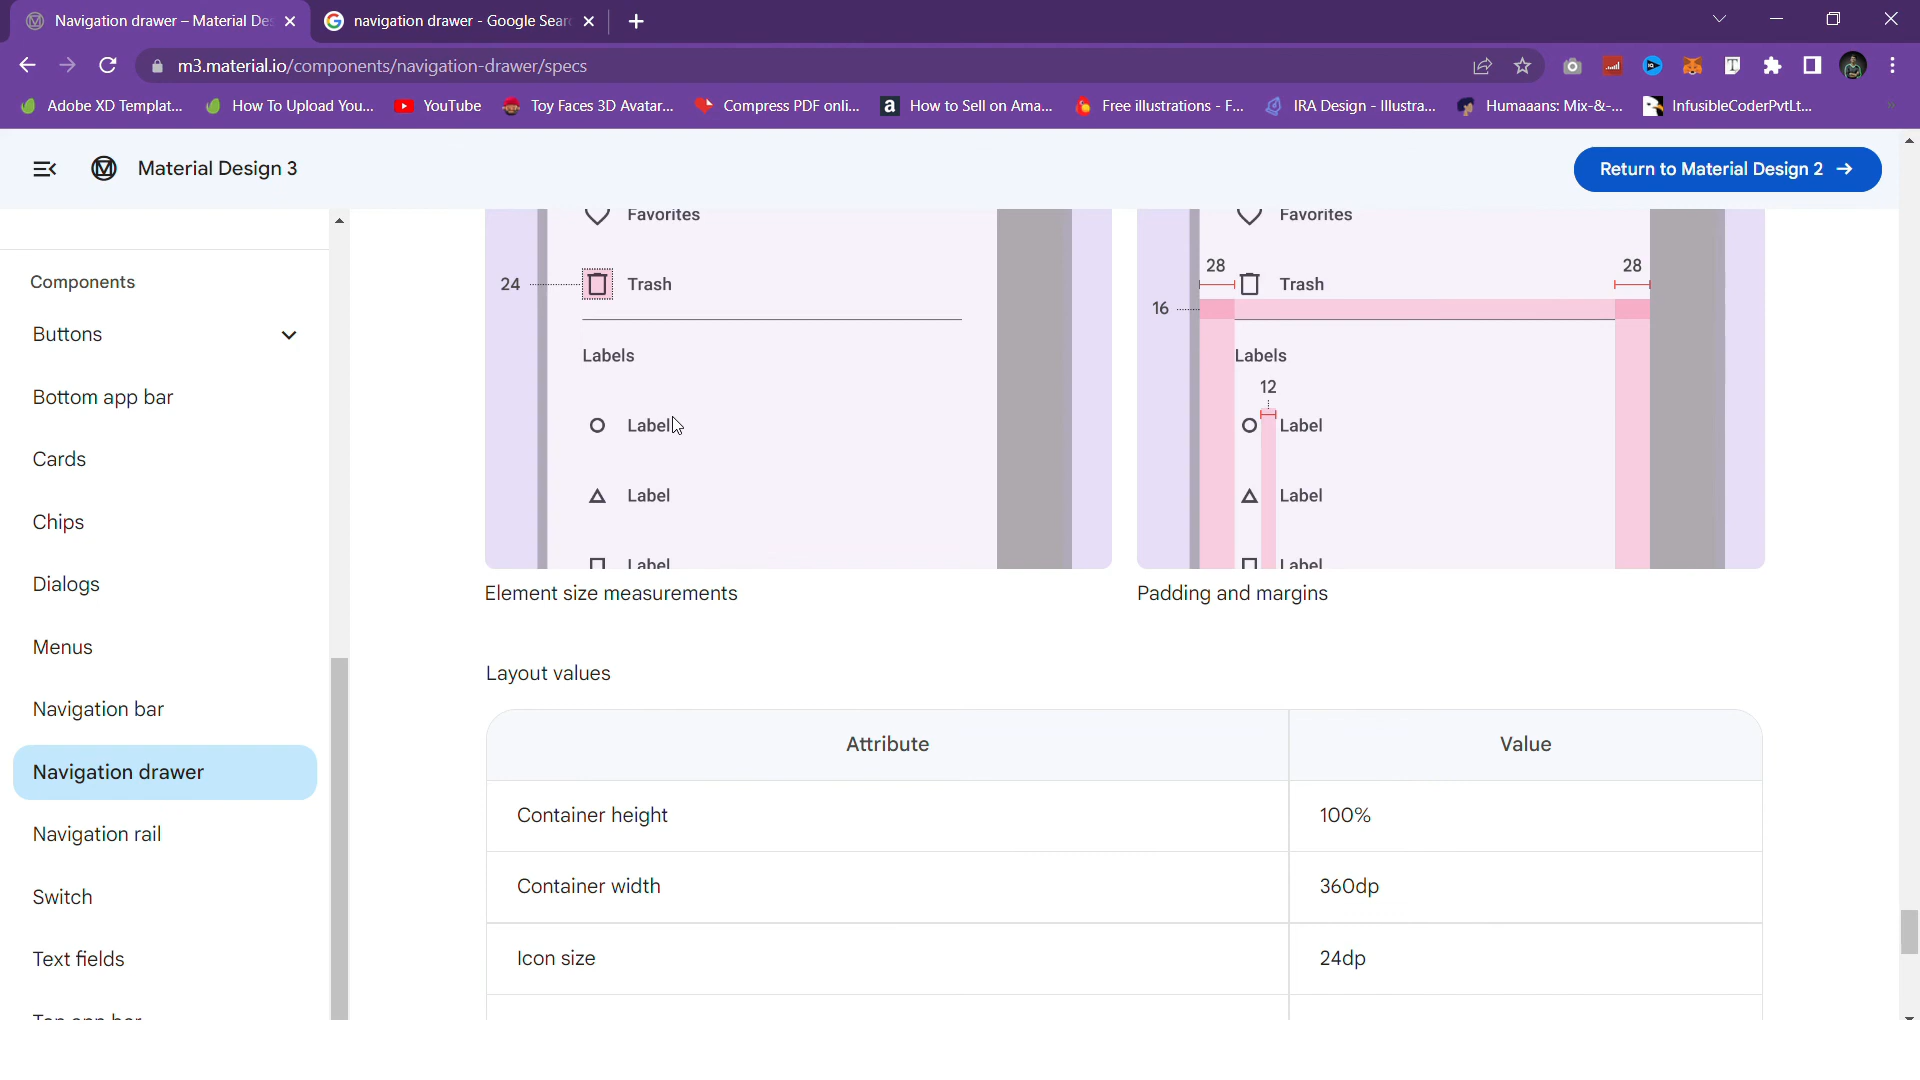 Navigation drawer – Material De
navigation drawer - Google Sear
m3.material.io/components/navigation-drawer/specs
Adobe XD Templat...
How To Upload You...
YouTube
Toy Faces 3D Avatar...
Compress PDF onli...
How to Sell on Ama...
Free illustrations - F...
IRA Design - Illustra...
Humaaans: Mix-&-...
InfusibleCoderPvtLt...
Material Design 3
Return to Material Design 2
Components
Buttons
Bottom app bar
Cards
Chips
Dialogs
Menus
Navigation bar
Navigation drawer
Navigation rail
Switch
Text fields
Top app bar
Favorites
24
Trash
Labels
Label
Label
Label
Element size measurements
Favorites
28
28
Trash
16
Labels
12
Label
Label
Label
Padding and margins
Layout values
Attribute
Value
Container height
100%
Container width
360dp
Icon size
24dp